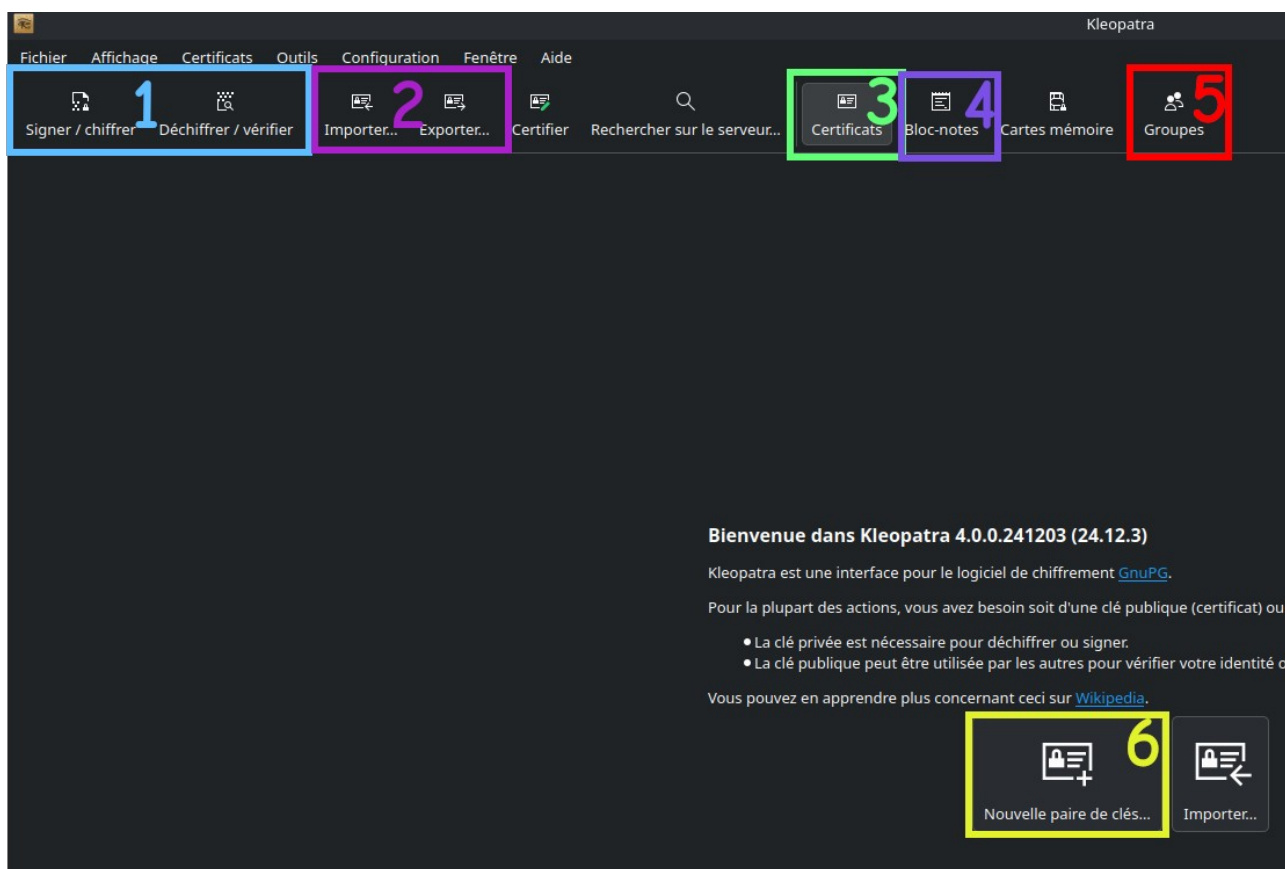 Kleopatra
Fichier Affichage Certificats Outils Configuration Fenêtre Aide
1 2 3 4 5
Signer / chiffrer Déchiffrer / vérifier Importer... Exporter... Certifier Rechercher sur le serveur... Certificats Bloc-notes Cartes mémoire Groupes
Bienvenue dans Kleopatra 4.0.0.241203 (24.12.3)
Kleopatra est une interface pour le logiciel de chiffrement GnuPG.
Pour la plupart des actions, vous avez besoin soit d'une clé publique (certificat) ou
• La clé privée est nécessaire pour déchiffrer ou signer.
• La clé publique peut être utilisée par les autres pour vérifier votre identité o
Vous pouvez en apprendre plus concernant ceci sur Wikipedia.
6
Nouvelle paire de clés... Importer...